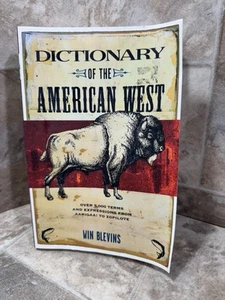 DICTIONARY
OF THE
AMERICAN WEST
OVER 5,000 TERMS
AND EXPRESSIONS FROM
AARIGAA! TO ZOPILOTE
WIN BLEVINS